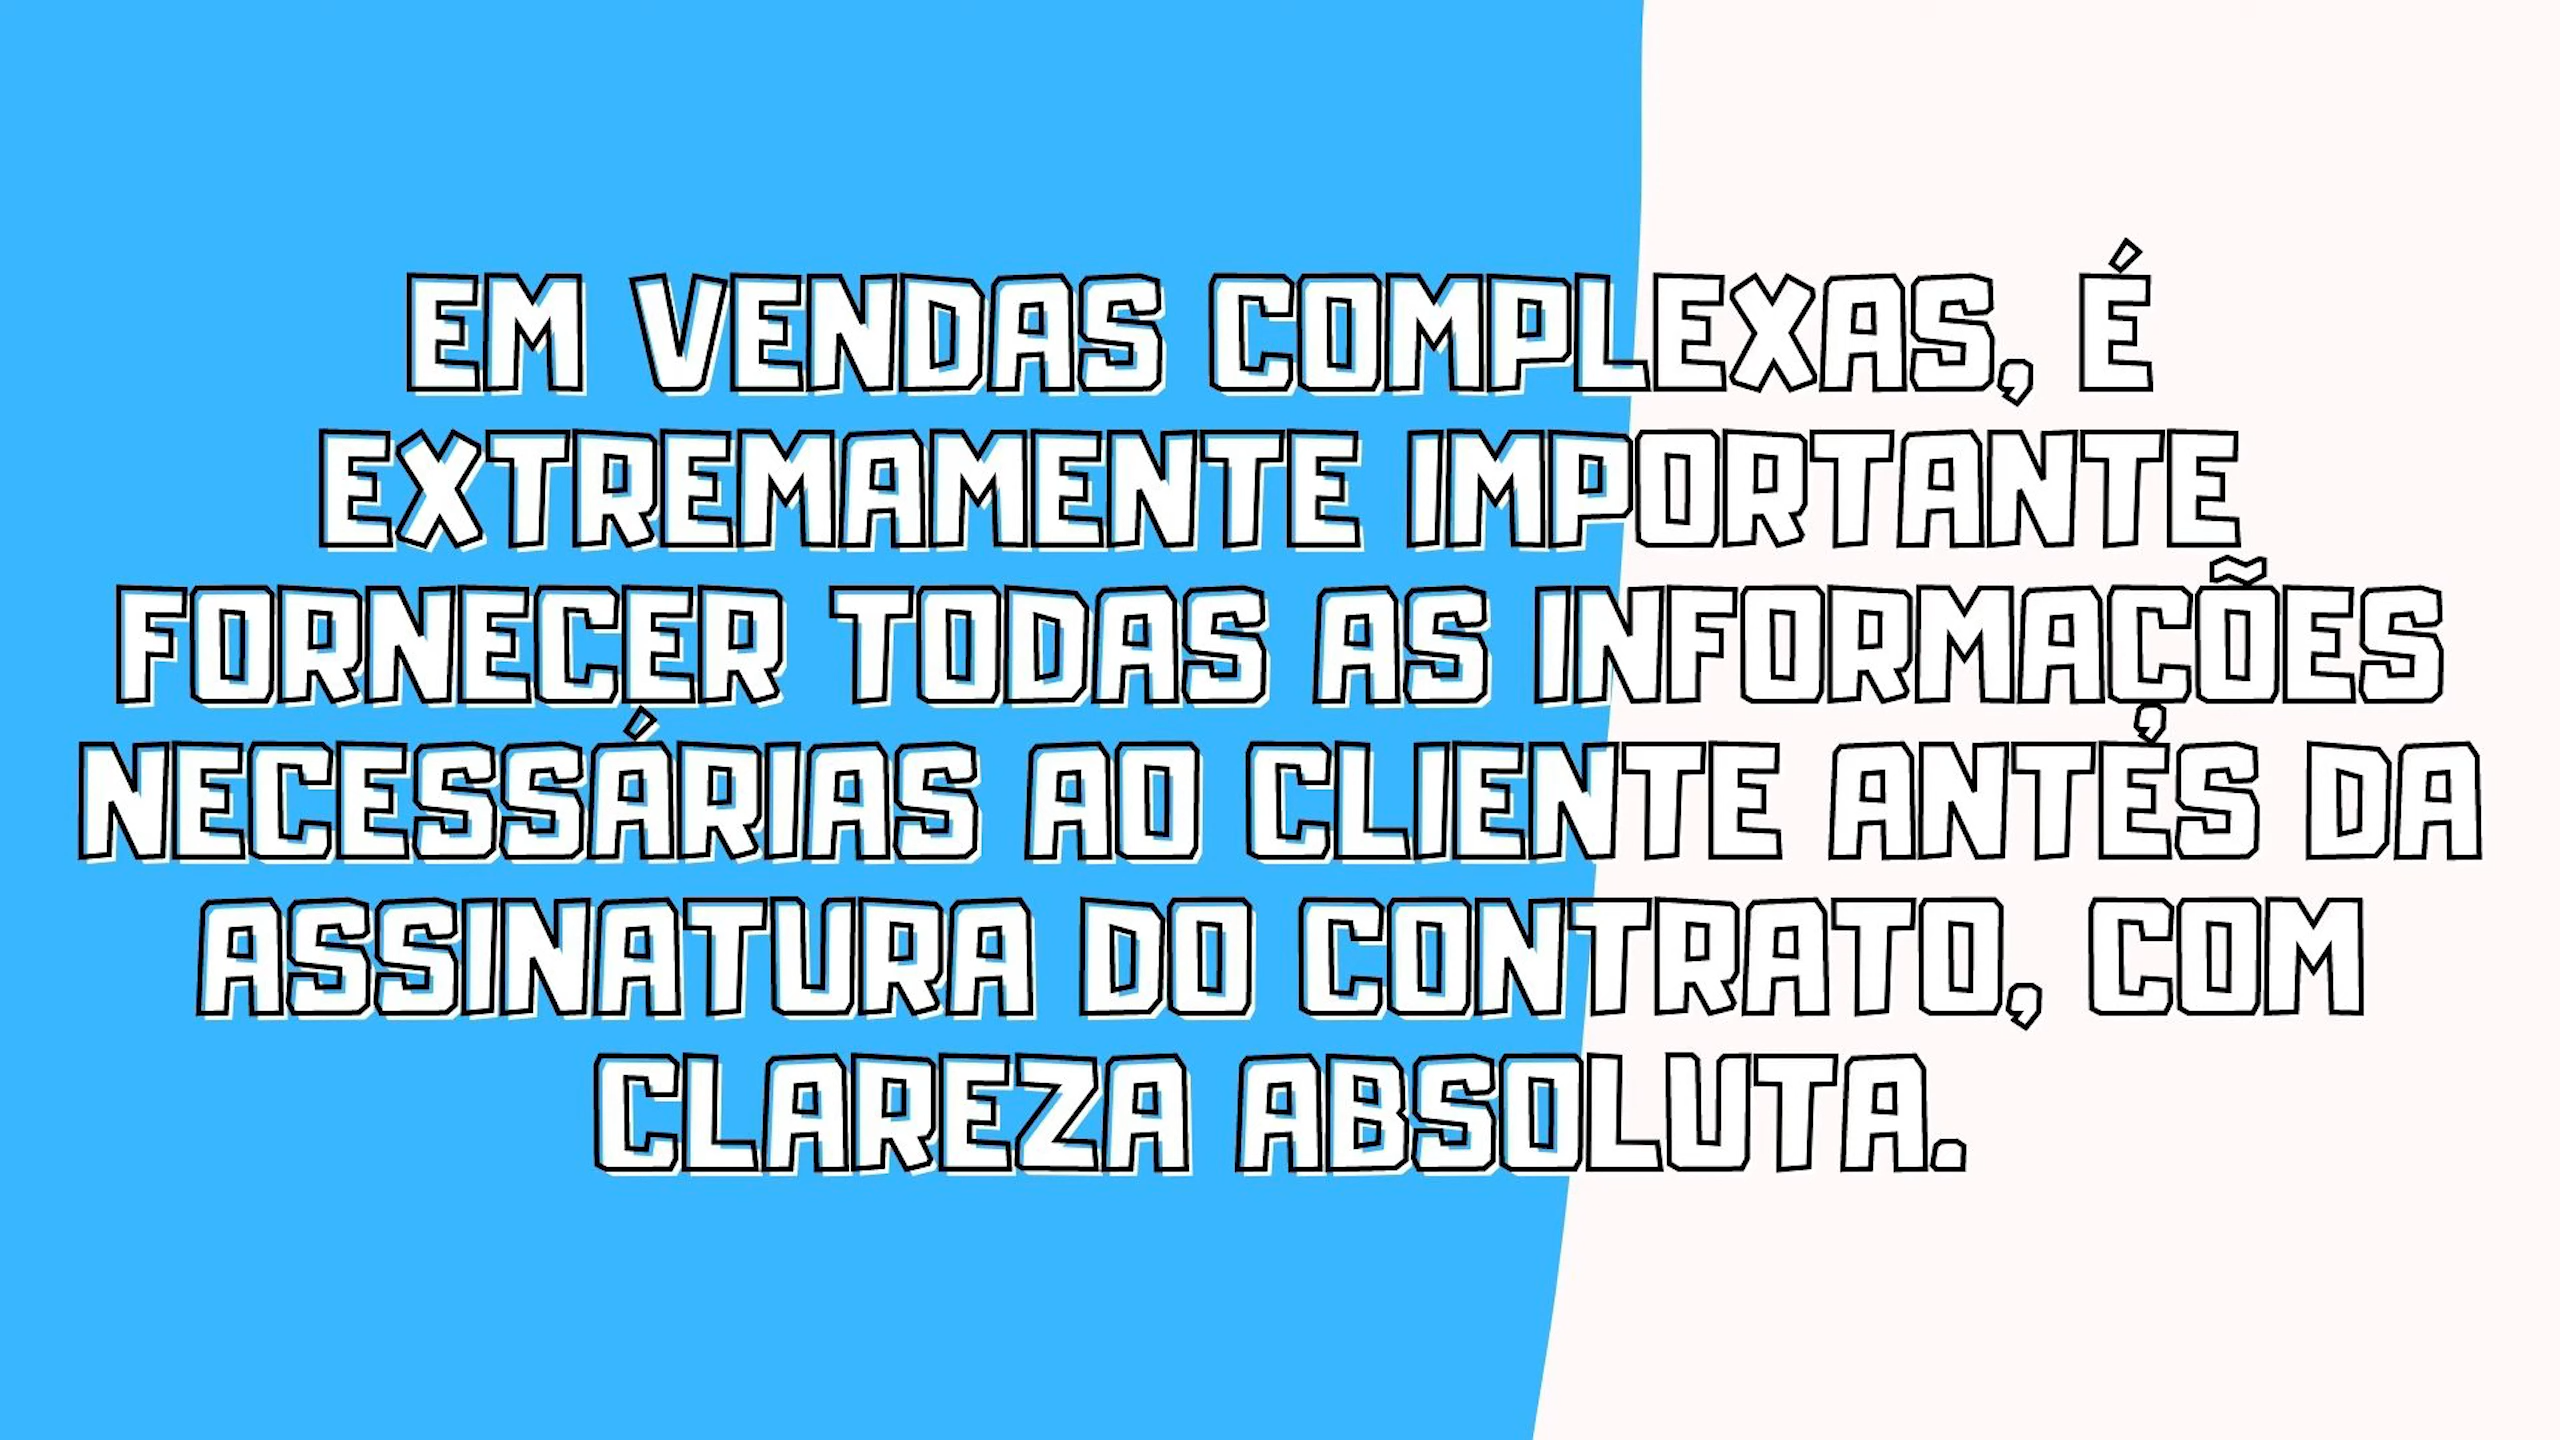 EM VENDAS COMPLEXAS, É
EXTREMAMENTE IMPORTANTE
FORNECER TODAS AS INFORMAÇÕES
NECESSÁRIAS AO CLIENTE ANTES DA
ASSINATURA DO CONTRATO, COM
CLAREZA ABSOLUTA.